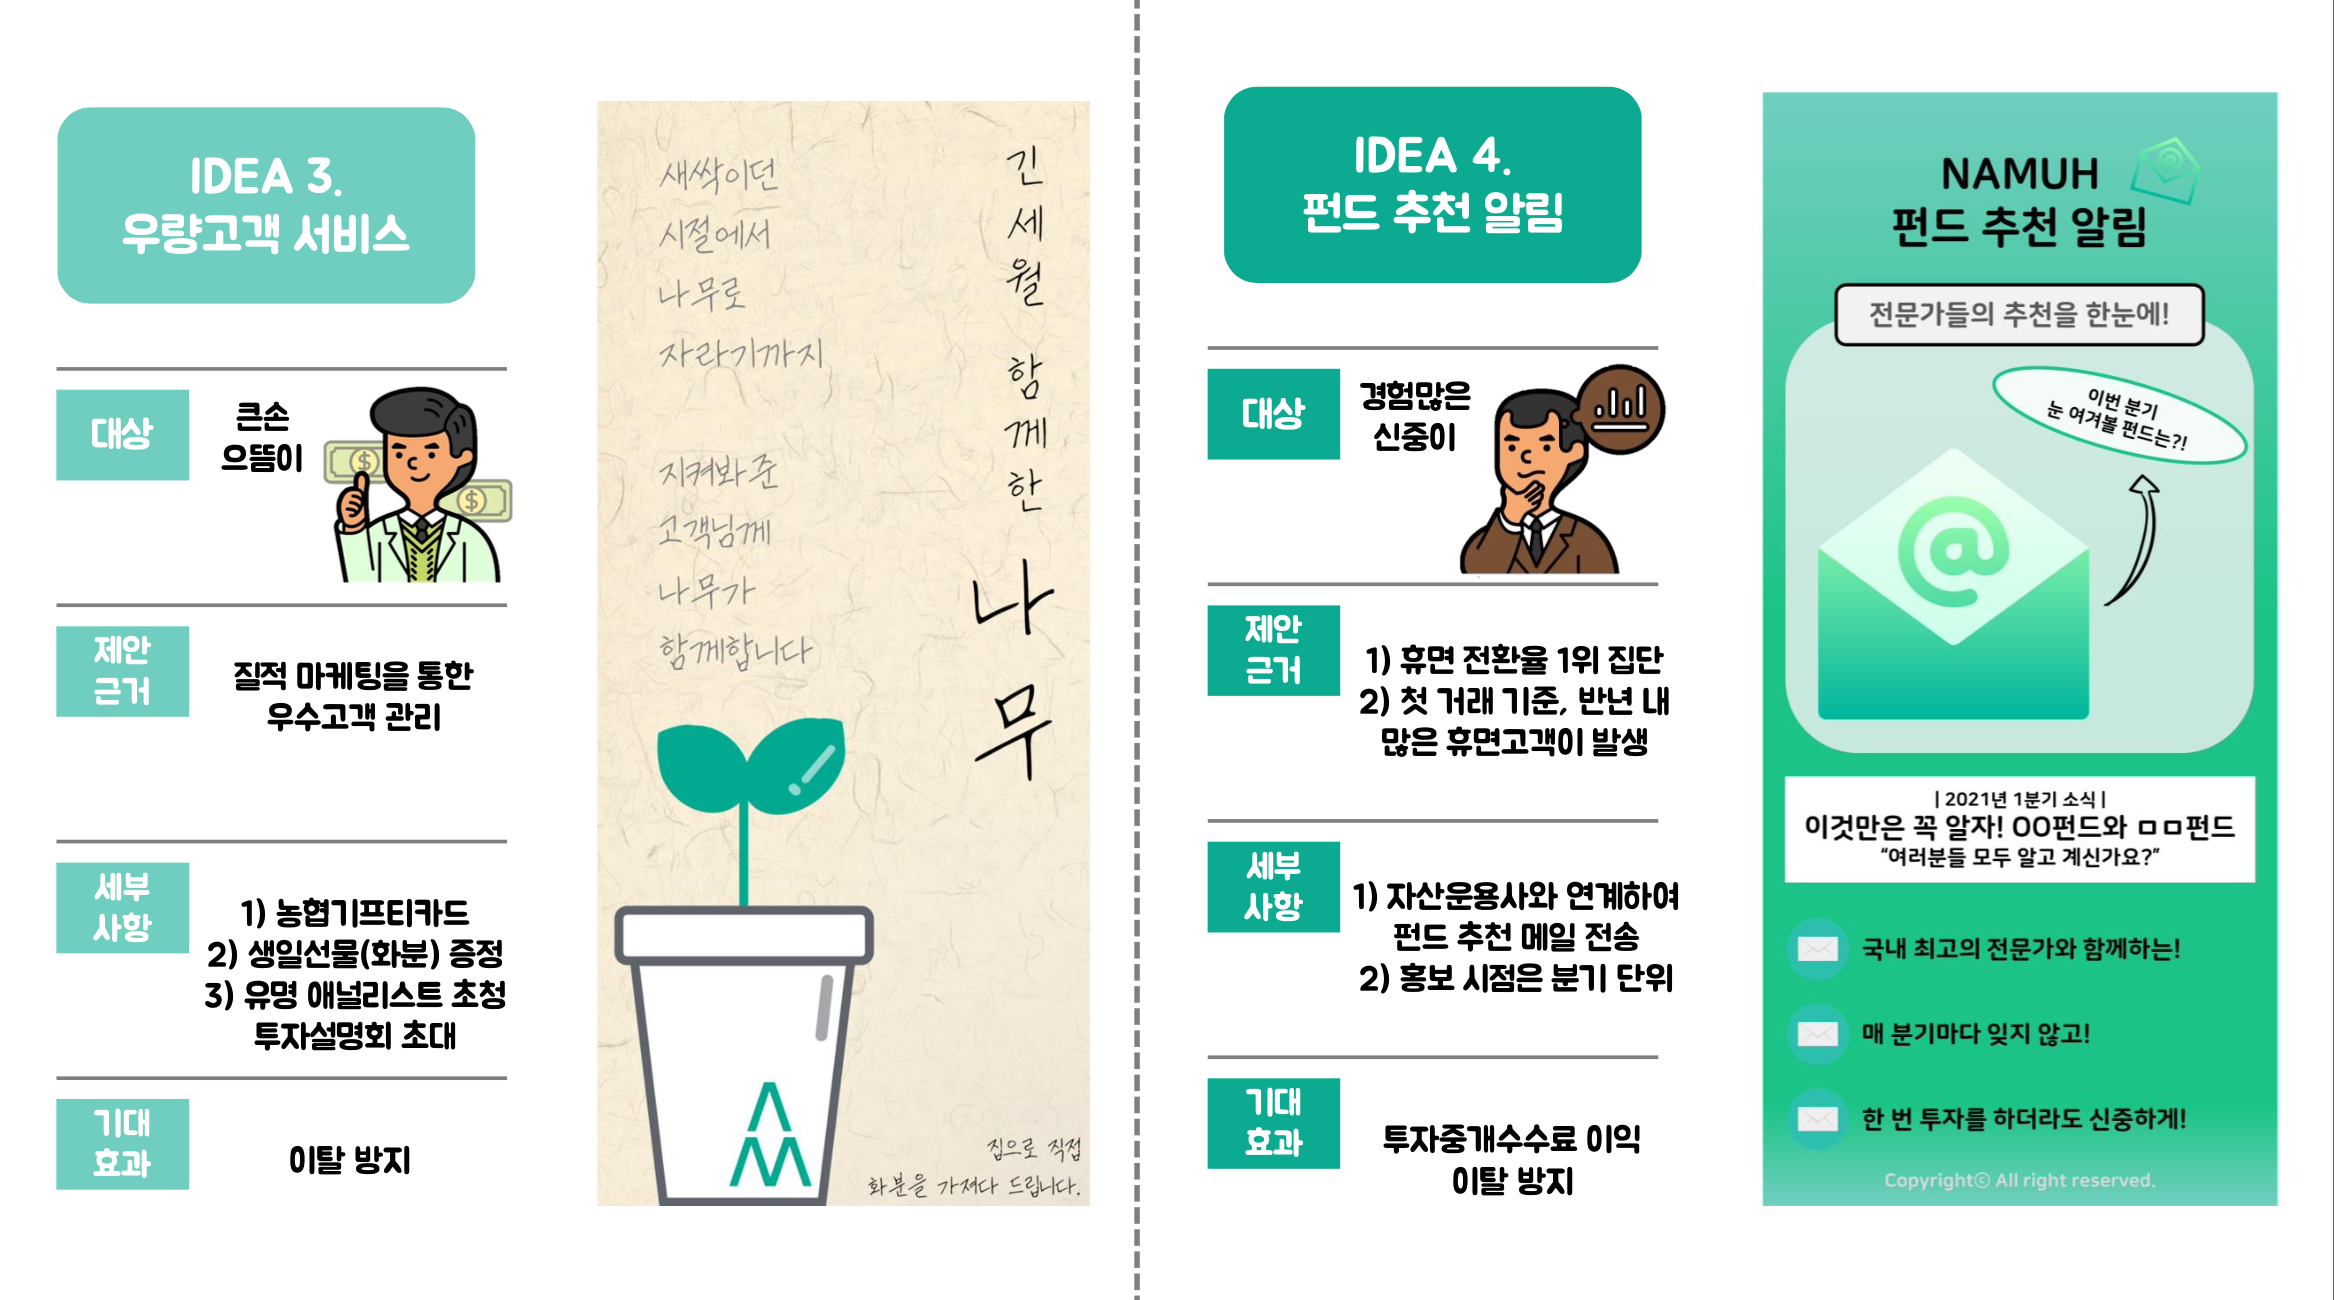 IDEA 3.
우량고객 서비스
대상
큰손
으뜸이
제안
근거
질적 마케팅을 통한
우수고객 관리
세부
사항
1) 농협기프티카드
2) 생일선물(화분) 증정
3) 유명 애널리스트 초청
투자설명회 초대
기대
효과
이탈 방지
긴 세월 함께한 나무
새싹이던
시절에서
나무로
자라기까지
지켜봐 준
고객님께
나무가
함께합니다
집으로 직접
화분을 가져다 드립니다.
IDEA 4.
펀드 추천 알림
대상
경험많은
신중이
제안
근거
1) 휴면 전환율 1위 집단
2) 첫 거래 기준, 반년 내
많은 휴면고객이 발생
세부
사항
1) 자산운용사와 연계하여
펀드 추천 메일 전송
2) 홍보 시점은 분기 단위
기대
효과
투자중개수수료 이익
이탈 방지
NAMUH
펀드 추천 알림
전문가들의 추천을 한눈에!
이번 분기
눈 여겨볼 펀드는?!
@
| 2021년 1분기 소식 |
이것만은 꼭 알자! OO펀드와 ㅁㅁ펀드
“여러분들 모두 알고 계신가요?”
국내 최고의 전문가와 함께하는!
매 분기마다 잊지 않고!
한 번 투자를 하더라도 신중하게!
Copyright© All right reserved.